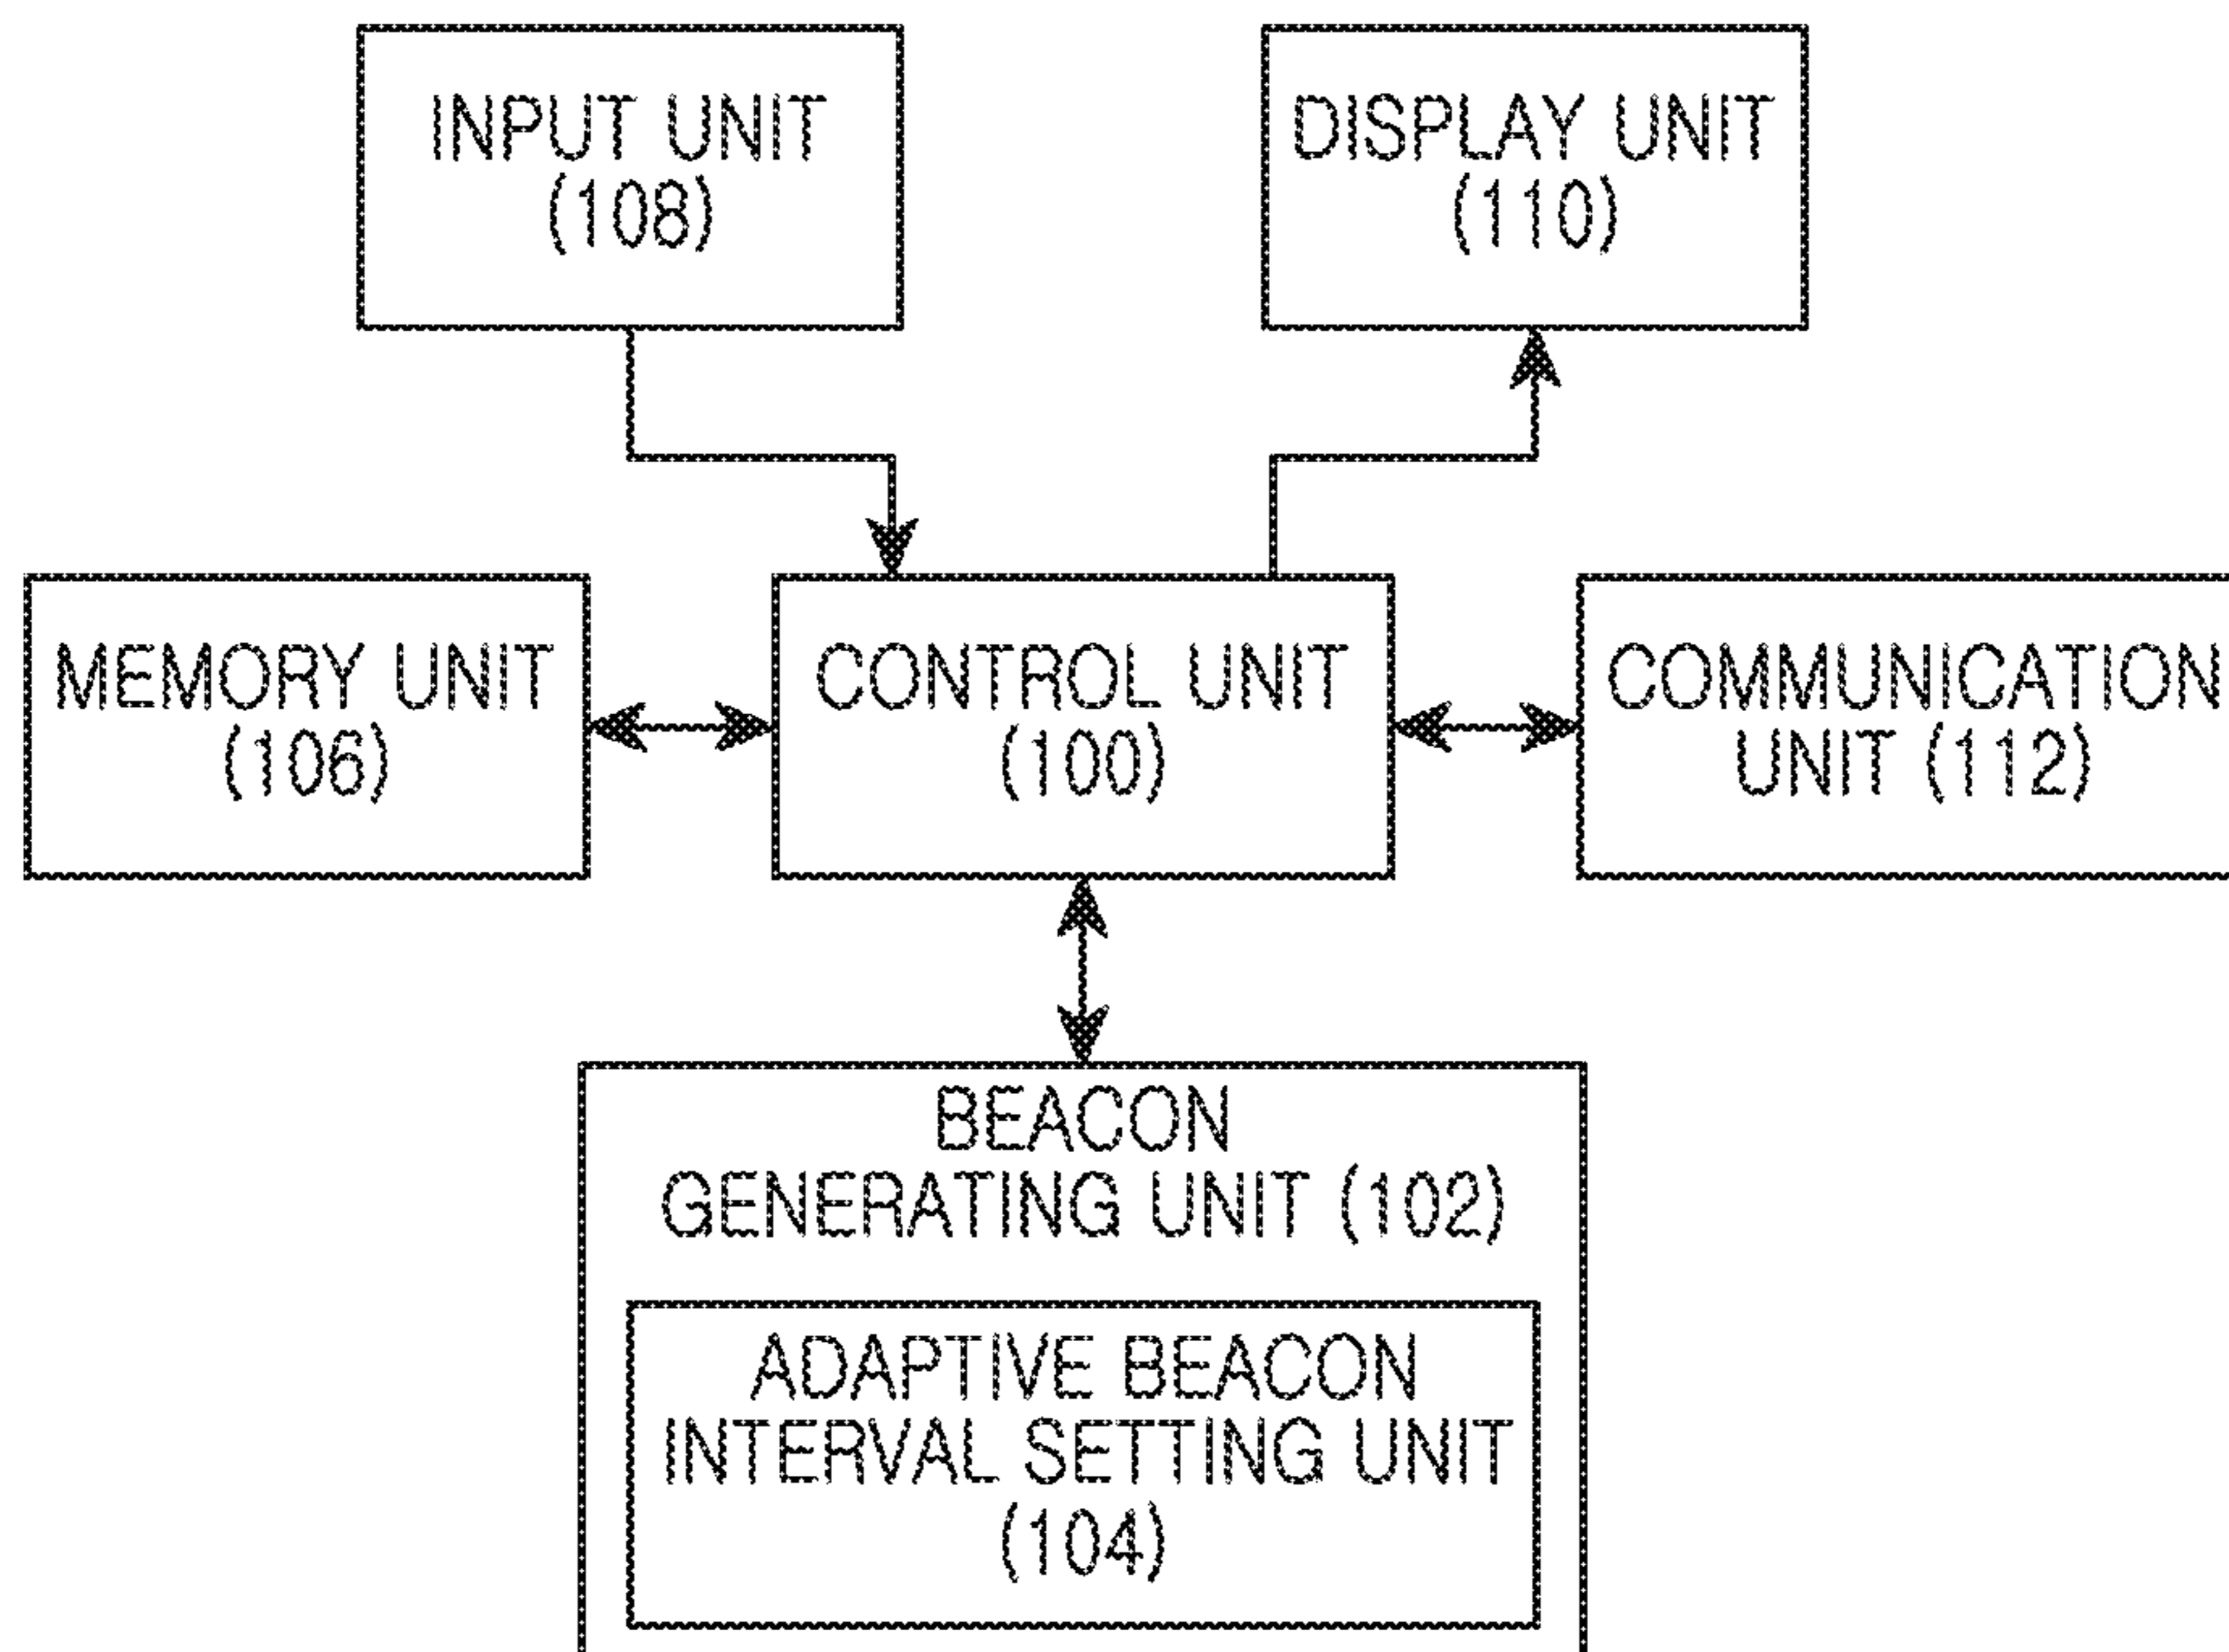 INPUT UNIT
(108)
DISPLAY UNIT
(110)
MEMORY UNIT
(106)
CONTROL UNIT
(100)
COMMUNICATION
UNIT (112)
BEACON
GENERATING UNIT (102)
ADAPTIVE BEACON
INTERVAL SETTING UNIT
(104)